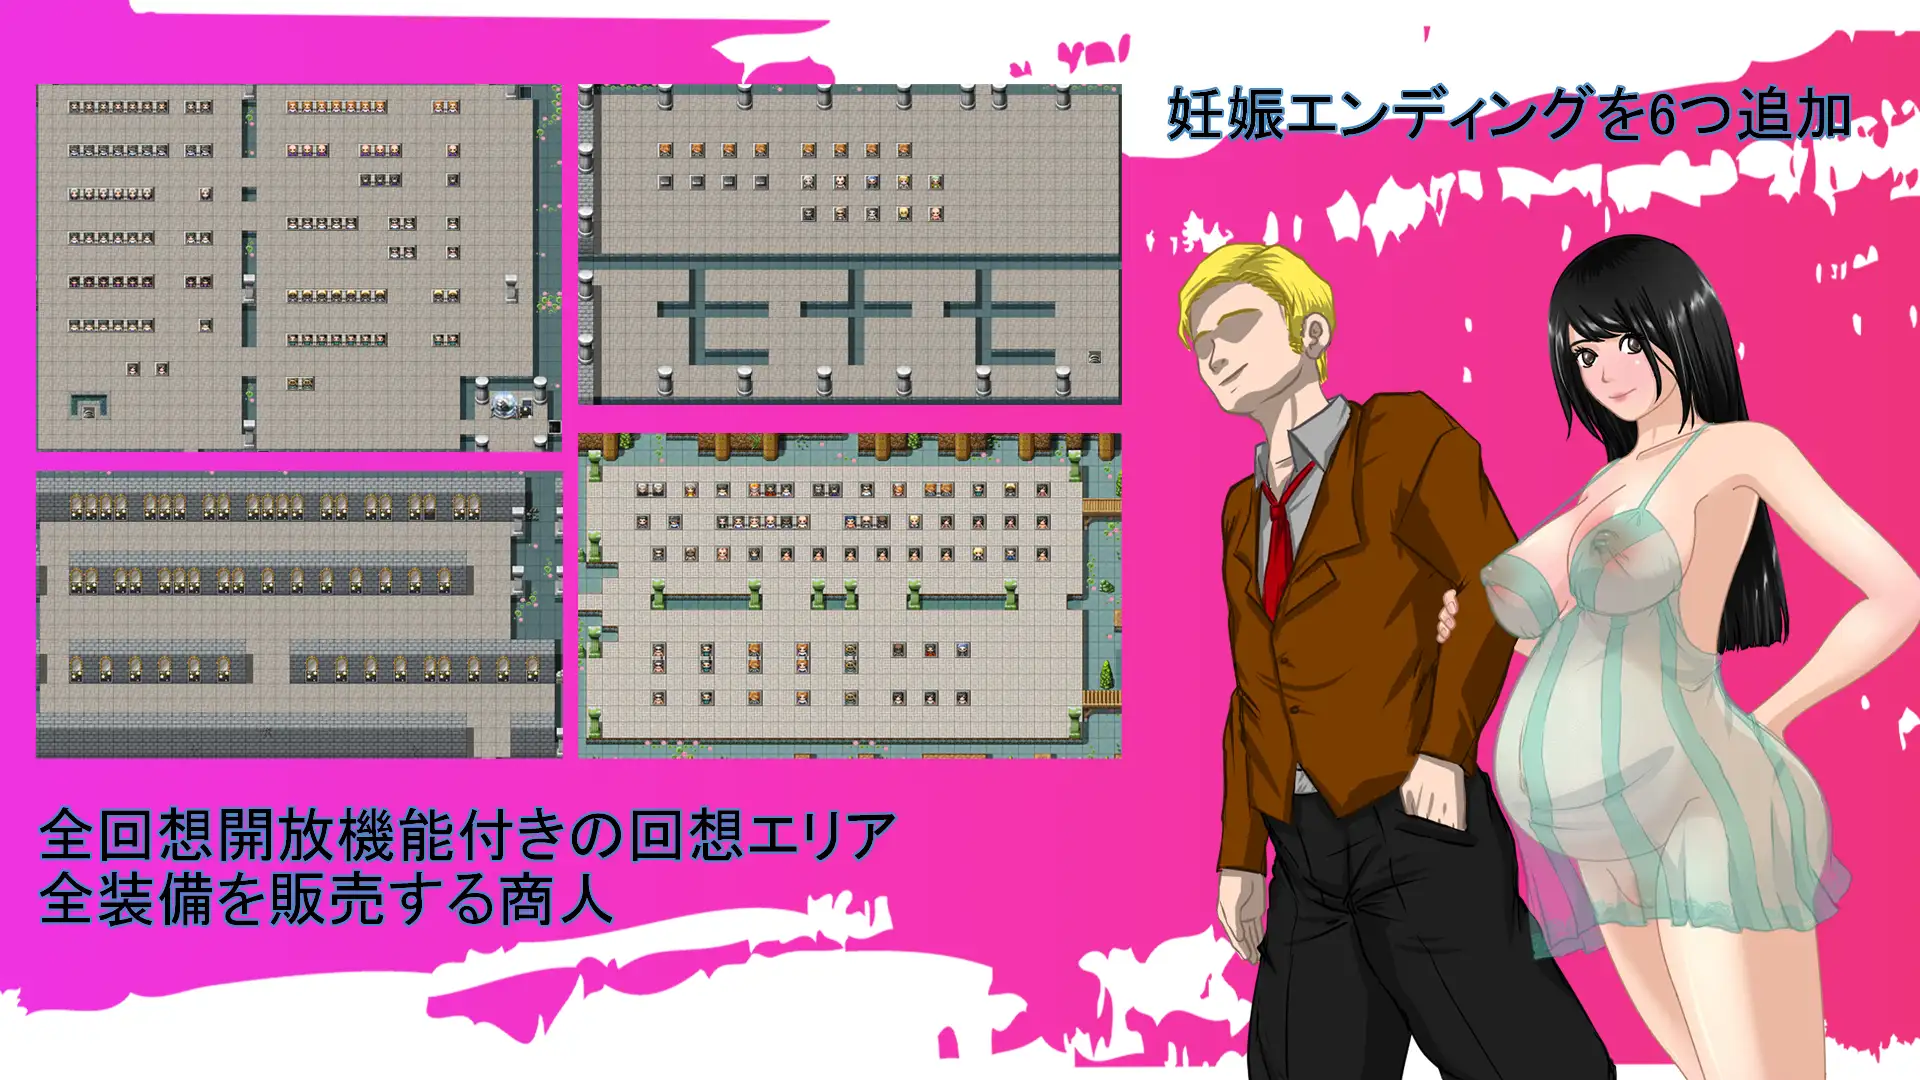 妊娠エンディングを6つ追加
全回想開放機能付きの回想エリア
全装備を販売する商人